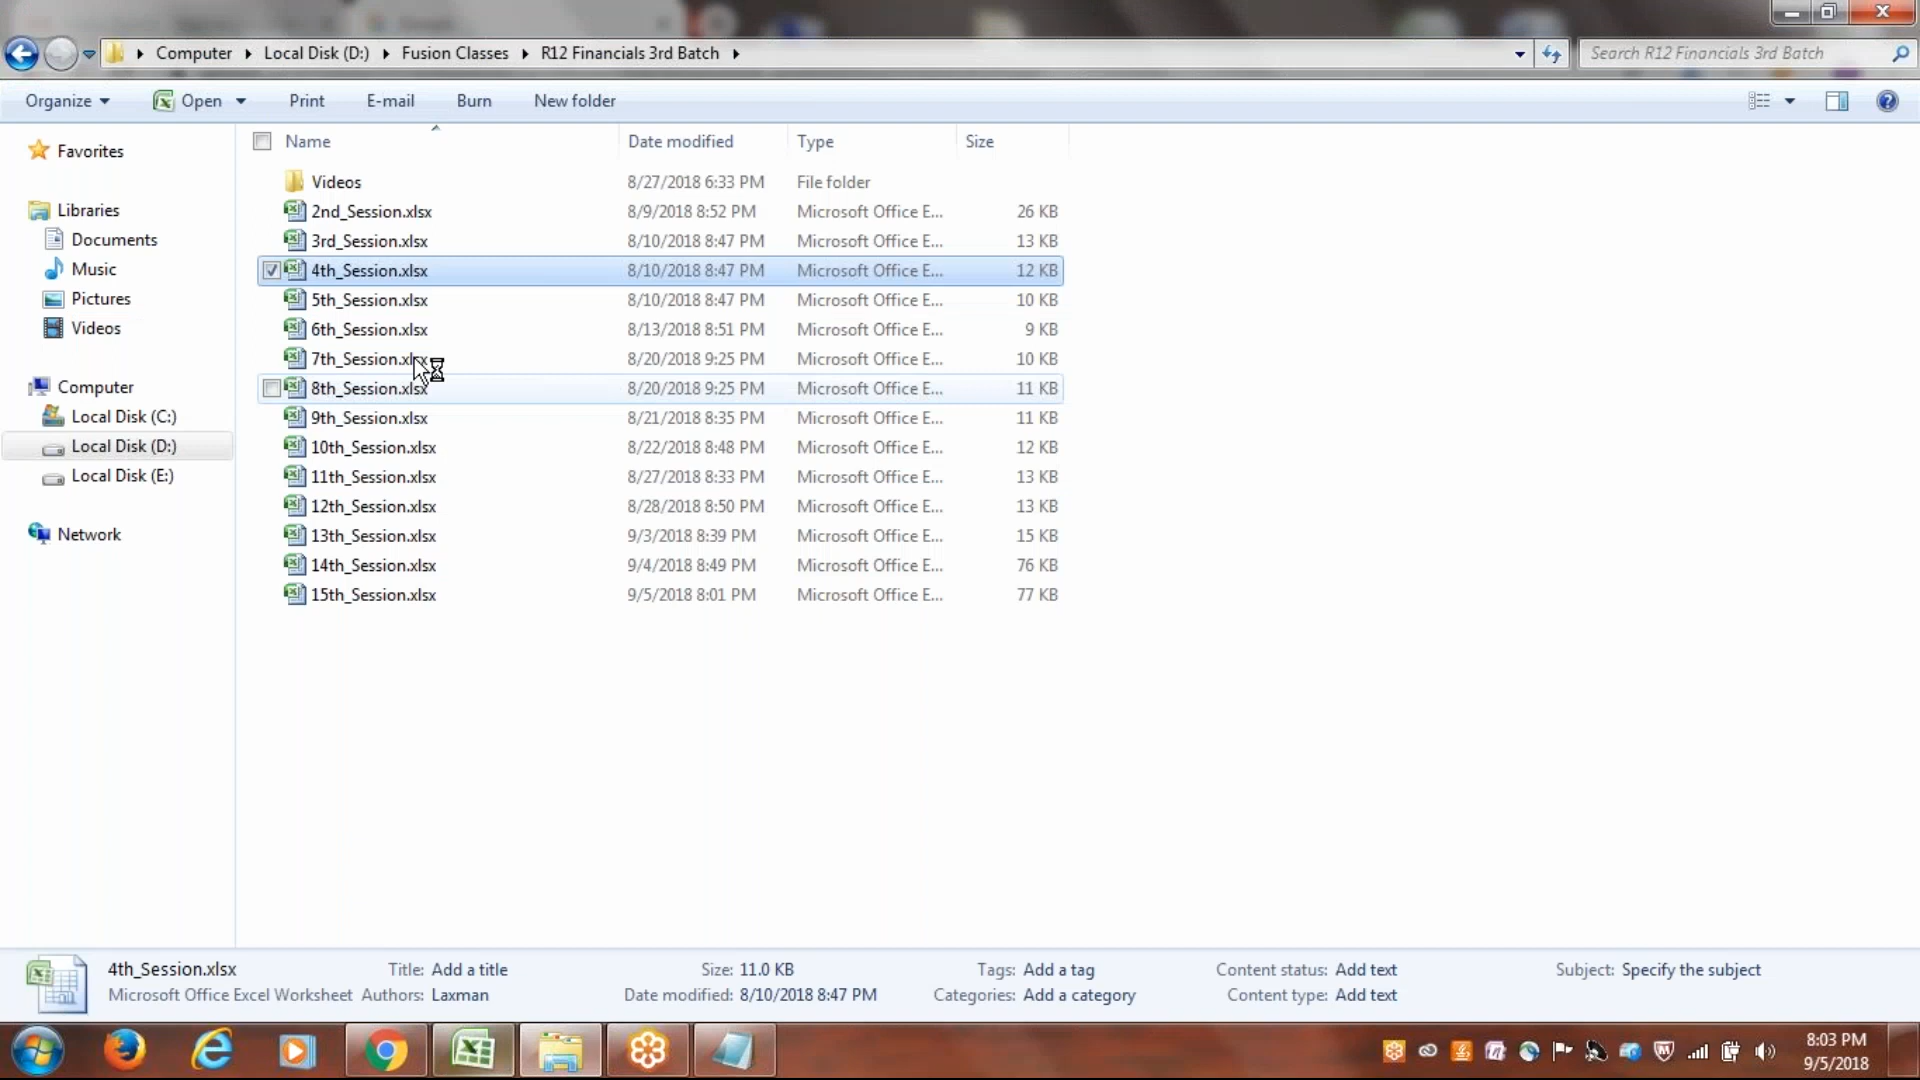 Computer Local Disk (D:) Fusion Classes R12 Financials 3rd Batch Search R12 Financials 3rd Batch
Organize Open Print E-mail Burn New folder
Name Date modified Type Size
Favorites
Libraries
Documents
Music
Pictures
Videos
Computer
Local Disk (C:)
Local Disk (D:)
Local Disk (E:)
Network
Videos 8/27/2018 6:33 PM File folder
2nd_Session.xlsx 8/9/2018 8:52 PM Microsoft Office E... 26 KB
3rd_Session.xlsx 8/10/2018 8:47 PM Microsoft Office E... 13 KB
4th_Session.xlsx 8/10/2018 8:47 PM Microsoft Office E... 12 KB
5th_Session.xlsx 8/10/2018 8:47 PM Microsoft Office E... 10 KB
6th_Session.xlsx 8/13/2018 8:51 PM Microsoft Office E... 9 KB
7th_Session.xlsx 8/20/2018 9:25 PM Microsoft Office E... 10 KB
8th_Session.xlsx 8/20/2018 9:25 PM Microsoft Office E... 11 KB
9th_Session.xlsx 8/21/2018 8:35 PM Microsoft Office E... 11 KB
10th_Session.xlsx 8/22/2018 8:48 PM Microsoft Office E... 12 KB
11th_Session.xlsx 8/27/2018 8:33 PM Microsoft Office E... 13 KB
12th_Session.xlsx 8/28/2018 8:50 PM Microsoft Office E... 13 KB
13th_Session.xlsx 9/3/2018 8:39 PM Microsoft Office E... 15 KB
14th_Session.xlsx 9/4/2018 8:49 PM Microsoft Office E... 76 KB
15th_Session.xlsx 9/5/2018 8:01 PM Microsoft Office E... 77 KB
4th_Session.xlsx Title: Add a title Size: 11.0 KB Tags: Add a tag Content status: Add text Subject: Specify the subject
Microsoft Office Excel Worksheet Authors: Laxman Date modified: 8/10/2018 8:47 PM Categories: Add a category Content type: Add text
8:03 PM
9/5/2018